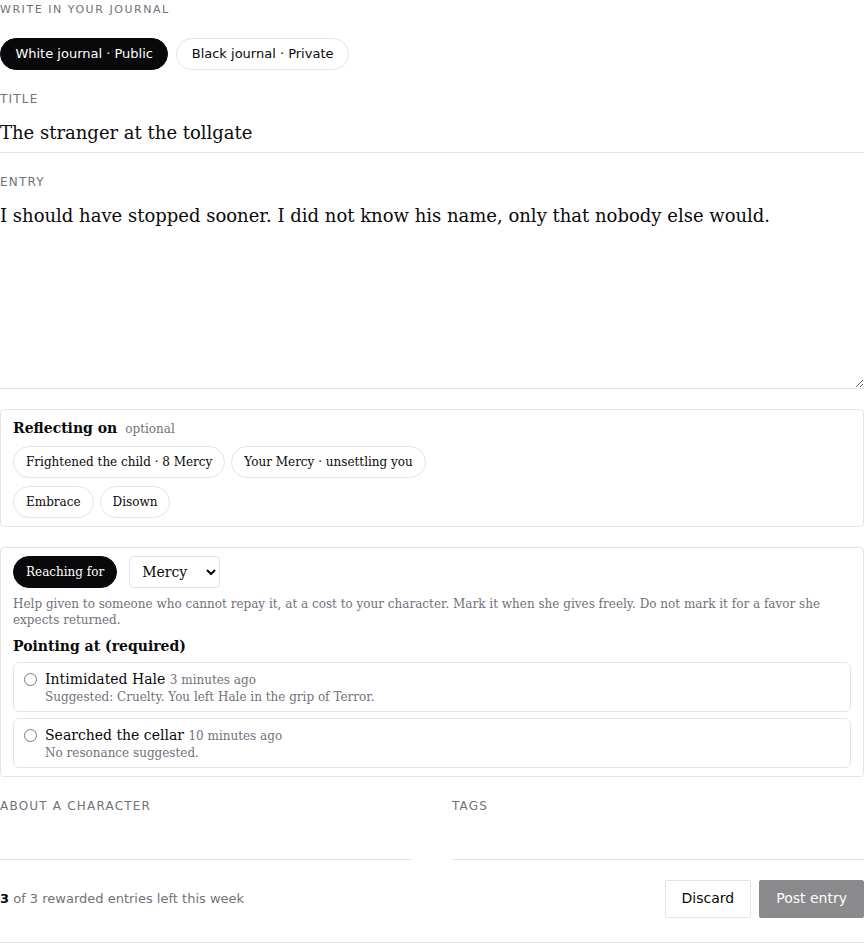 WRITE IN YOUR JOURNAL
White journal · Public
Black journal · Private
TITLE
The stranger at the tollgate
ENTRY
I should have stopped sooner. I did not know his name, only that nobody else would.
Reflecting on optional
Frightened the child · 8 Mercy
Your Mercy · unsettling you
Embrace
Disown
Reaching for
Mercy
Help given to someone who cannot repay it, at a cost to your character. Mark it when she gives freely. Do not mark it for a favor she
expects returned.
Pointing at (required)
Intimidated Hale 3 minutes ago
Suggested: Cruelty. You left Hale in the grip of Terror.
Searched the cellar 10 minutes ago
No resonance suggested.
ABOUT A CHARACTER
TAGS
3 of 3 rewarded entries left this week
Discard
Post entry